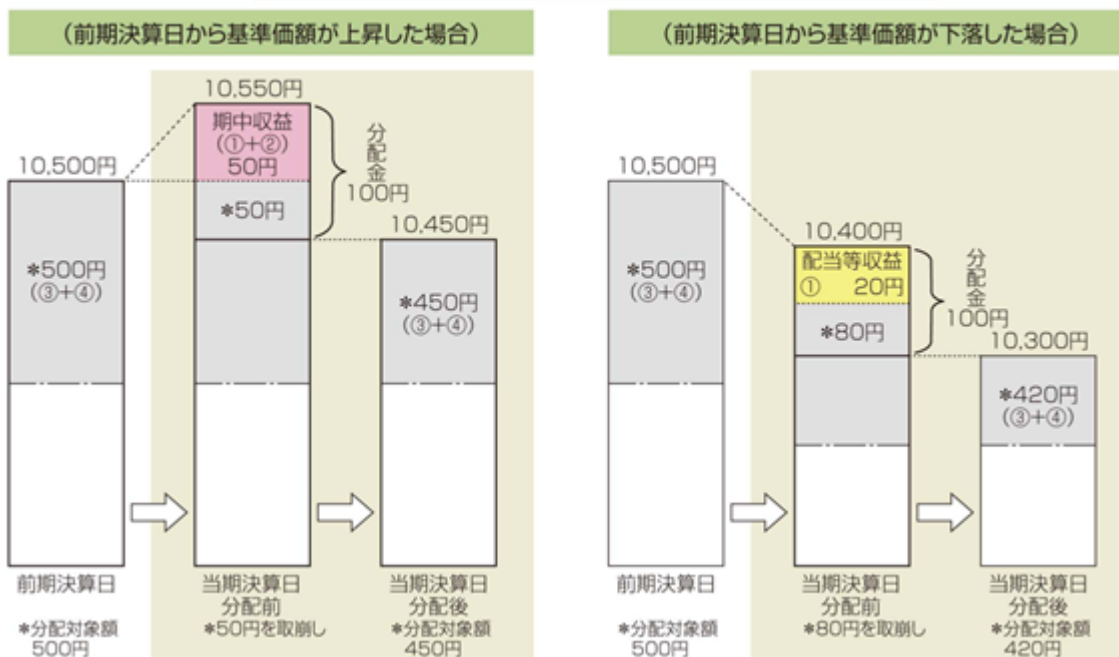 (前期決算日から基準価額が上昇した場合)
10,550円
期中収益
(①+②)
50円
*50円
分配金
100円
10,500円
*500円
(③+④)
10,450円
*450円
(③+④)
前期決算日
*分配対象額
500円
当期決算日
分配前
*50円を取崩し
当期決算日
分配後
*分配対象額
450円
(前期決算日から基準価額が下落した場合)
10,500円
*500円
(③+④)
10,400円
配当等収益
① 20円
*80円
分配金
100円
10,300円
*420円
(③+④)
前期決算日
*分配対象額
500円
当期決算日
分配前
*80円を取崩し
当期決算日
分配後
*分配対象額
420円